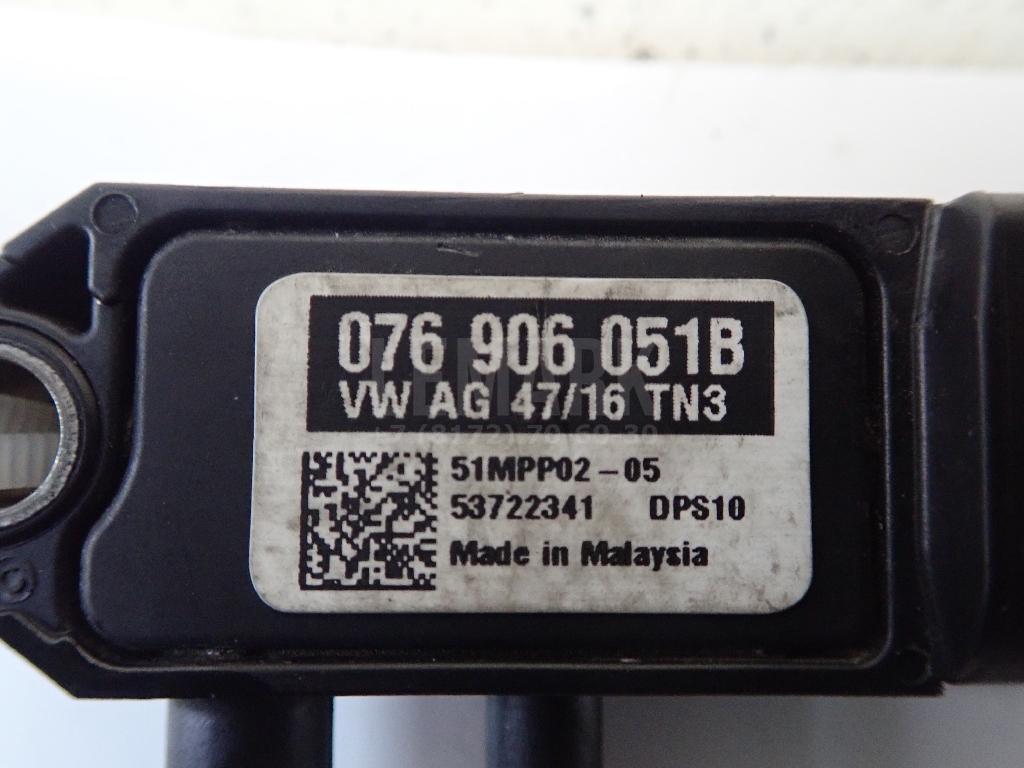 076 906 051B
VW AG 47/16 TN3
51MPP02-05
53722341 DPS10
Made in Malaysia